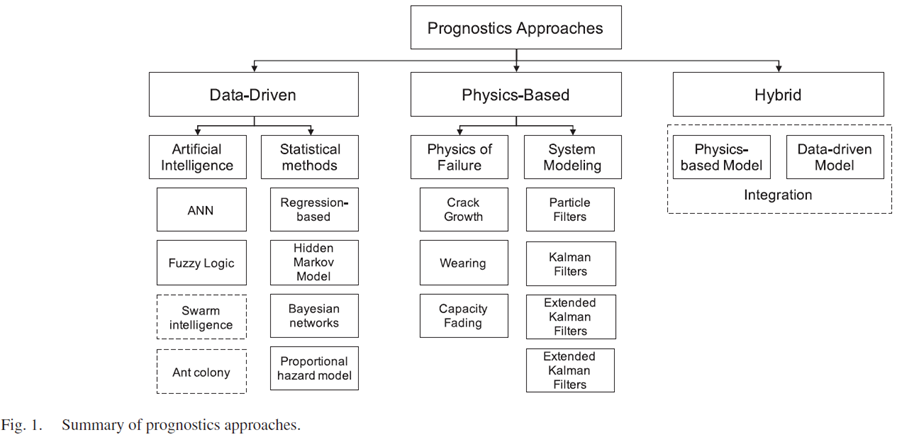 Prognostics Approaches
Data-Driven
Physics-Based
Hybrid
Artificial
Intelligence
Statistical
methods
Physics of
Failure
System
Modeling
Physics-
based Model
Data-driven
Model
Integration
ANN
Regression-
based
Crack
Growth
Particle
Filters
Fuzzy Logic
Hidden
Markov
Model
Wearing
Kalman
Filters
Swarm
intelligence
Bayesian
networks
Capacity
Fading
Extended
Kalman
Filters
Ant colony
Proportional
hazard model
Extended
Kalman
Filters
Fig. 1. Summary of prognostics approaches.